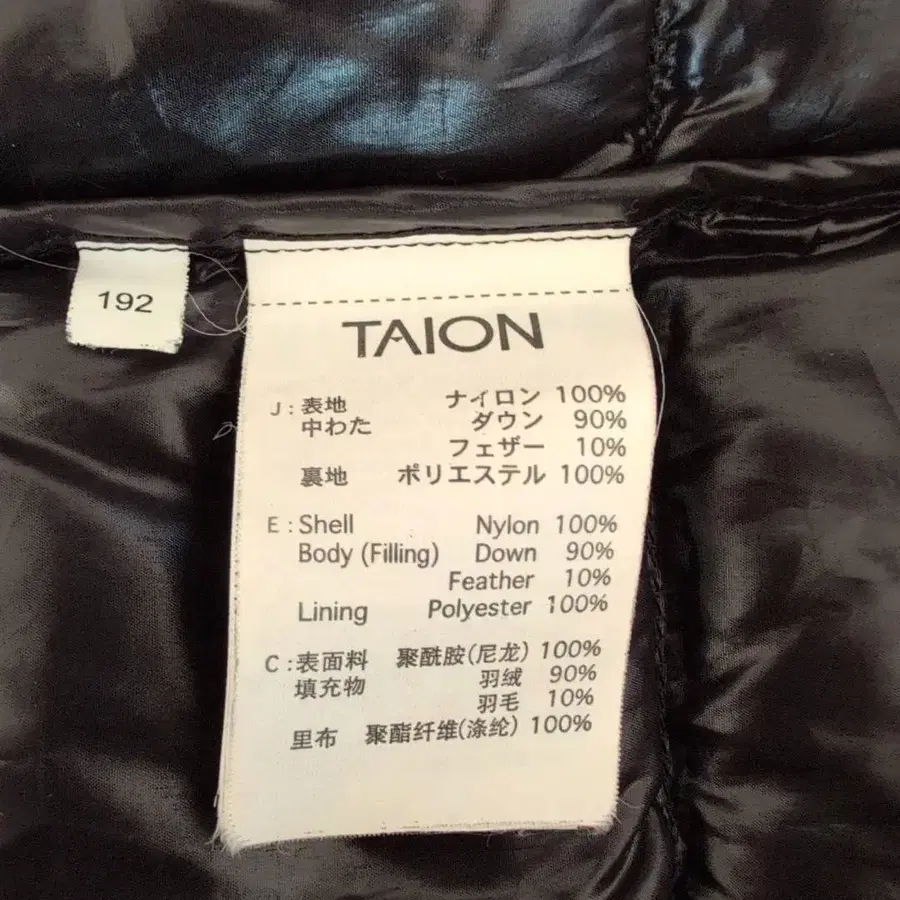 192
TAION
J : 表地 ナイロン 100%
中わた ダウン 90%
フェザー 10%
裏地 ポリエステル 100%
E : Shell Nylon 100%
Body (Filling) Down 90%
Feather 10%
Lining Polyester 100%
C : 表面料 聚酰胺(尼龙) 100%
填充物 羽绒 90%
羽毛 10%
里布 聚酯纤维(涤纶) 100%